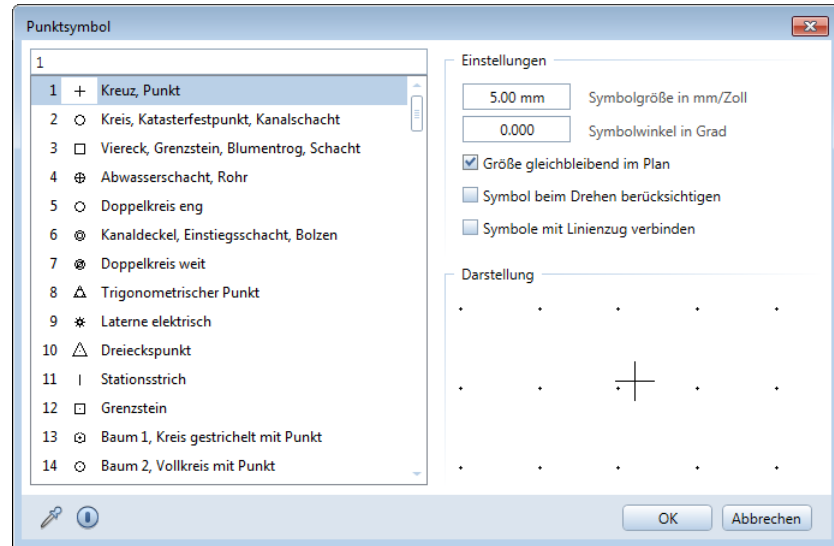 Punktsymbol
1
1 Kreuz, Punkt
2 Kreis, Katasterfestpunkt, Kanalschacht
3 Viereck, Grenzstein, Blumentrog, Schacht
4 Abwasserschacht, Rohr
5 Doppelkreis eng
6 Kanaldeckel, Einstiegsschacht, Bolzen
7 Doppelkreis weit
8 Trigonometrischer Punkt
9 Laterne elektrisch
10 Dreieckspunkt
11 Stationsstrich
12 Grenzstein
13 Baum 1, Kreis gestrichelt mit Punkt
14 Baum 2, Vollkreis mit Punkt
Einstellungen
5.00 mm Symbolgröße in mm/Zoll
0.000 Symbolwinkel in Grad
Größe gleichbleibend im Plan
Symbol beim Drehen berücksichtigen
Symbole mit Linienzug verbinden
Darstellung
OK Abbrechen